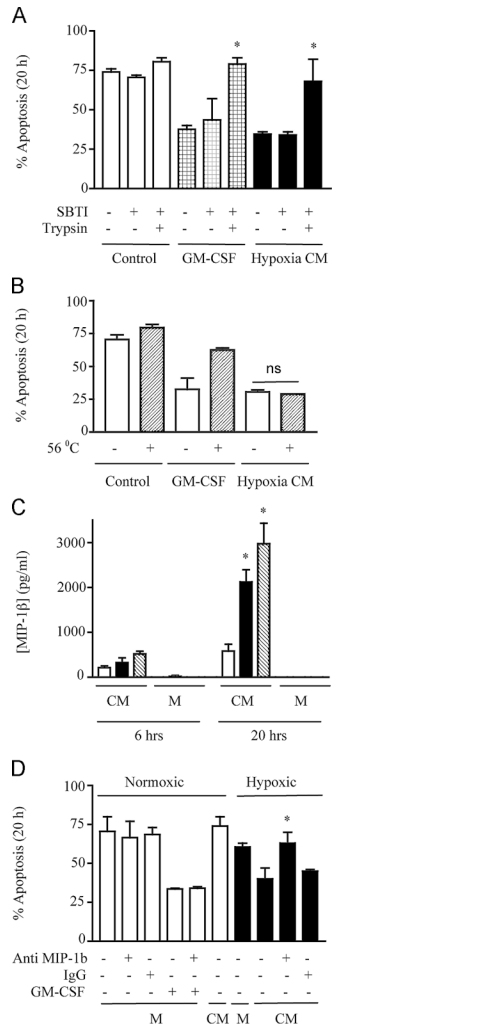 A
% Apoptosis (20 h)
100
75
50
25
0
*
*
SBTI - + + - + + - + +
Trypsin - - + - - + - - +
Control GM-CSF Hypoxia CM
B
% Apoptosis (20 h)
100
75
50
25
0
ns
56 ⁰C - + - + - +
Control GM-CSF Hypoxia CM
C
[MIP-1β] (pg/ml)
3000
2000
1000
0
*
*
CM M CM M
6 hrs 20 hrs
D
Normoxic Hypoxic
% Apoptosis (20 h)
100
75
50
25
0
*
Anti MIP-1b - + - - + - - - + -
IgG - - + - - - - - - +
GM-CSF - - - + + - - - - -
M CM M CM